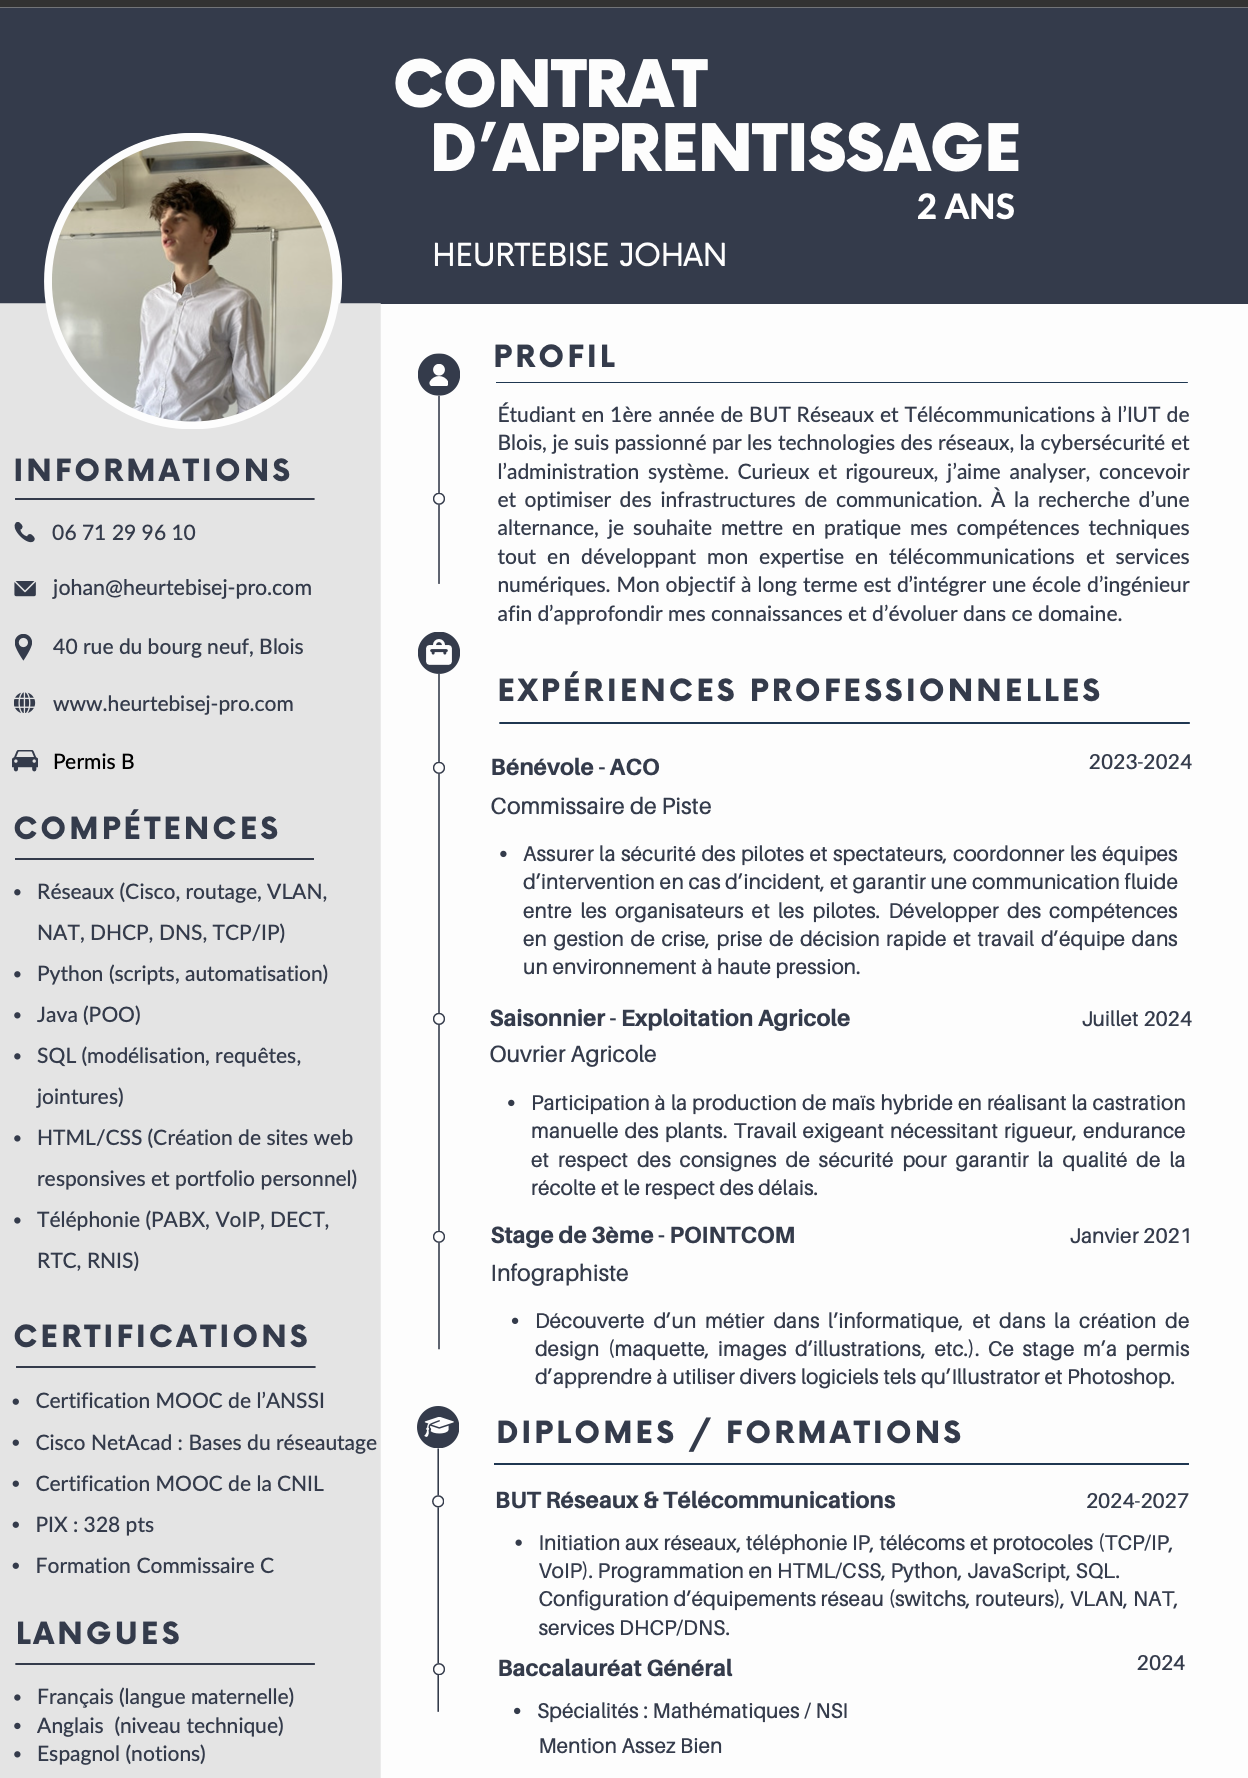 CONTRAT
D’APPRENTISSAGE
2 ANS
HEURTEBISE JOHAN
INFORMATIONS
06 71 29 96 10
johan@heurtebisej-pro.com
40 rue du bourg neuf, Blois
www.heurtebisej-pro.com
Permis B
COMPÉTENCES
• Réseaux (Cisco, routage, VLAN,
NAT, DHCP, DNS, TCP/IP)
• Python (scripts, automatisation)
• Java (POO)
• SQL (modélisation, requêtes,
jointures)
• HTML/CSS (Création de sites web
responsives et portfolio personnel)
• Téléphonie (PABX, VoIP, DECT,
RTC, RNIS)
CERTIFICATIONS
• Certification MOOC de l’ANSSI
• Cisco NetAcad : Bases du réseautage
• Certification MOOC de la CNIL
• PIX : 328 pts
• Formation Commissaire C
LANGUES
• Français (langue maternelle)
• Anglais (niveau technique)
• Espagnol (notions)
PROFIL
Étudiant en 1ère année de BUT Réseaux et Télécommunications à l’IUT de
Blois, je suis passionné par les technologies des réseaux, la cybersécurité et
l’administration système. Curieux et rigoureux, j’aime analyser, concevoir
et optimiser des infrastructures de communication. À la recherche d’une
alternance, je souhaite mettre en pratique mes compétences techniques
tout en développant mon expertise en télécommunications et services
numériques. Mon objectif à long terme est d’intégrer une école d’ingénieur
afin d’approfondir mes connaissances et d’évoluer dans ce domaine.
EXPÉRIENCES PROFESSIONNELLES
Bénévole - ACO 2023-2024
Commissaire de Piste
• Assurer la sécurité des pilotes et spectateurs, coordonner les équipes
d’intervention en cas d’incident, et garantir une communication fluide
entre les organisateurs et les pilotes. Développer des compétences
en gestion de crise, prise de décision rapide et travail d’équipe dans
un environnement à haute pression.
Saisonnier - Exploitation Agricole Juillet 2024
Ouvrier Agricole
• Participation à la production de maïs hybride en réalisant la castration
manuelle des plants. Travail exigeant nécessitant rigueur, endurance
et respect des consignes de sécurité pour garantir la qualité de la
récolte et le respect des délais.
Stage de 3ème - POINTCOM Janvier 2021
Infographiste
• Découverte d’un métier dans l’informatique, et dans la création de
design (maquette, images d’illustrations, etc.). Ce stage m’a permis
d’apprendre à utiliser divers logiciels tels qu’Illustrator et Photoshop.
DIPLOMES / FORMATIONS
BUT Réseaux & Télécommunications 2024-2027
• Initiation aux réseaux, téléphonie IP, télécoms et protocoles (TCP/IP,
VoIP). Programmation en HTML/CSS, Python, JavaScript, SQL.
Configuration d’équipements réseau (switchs, routeurs), VLAN, NAT,
services DHCP/DNS.
Baccalauréat Général 2024
• Spécialités : Mathématiques / NSI
Mention Assez Bien